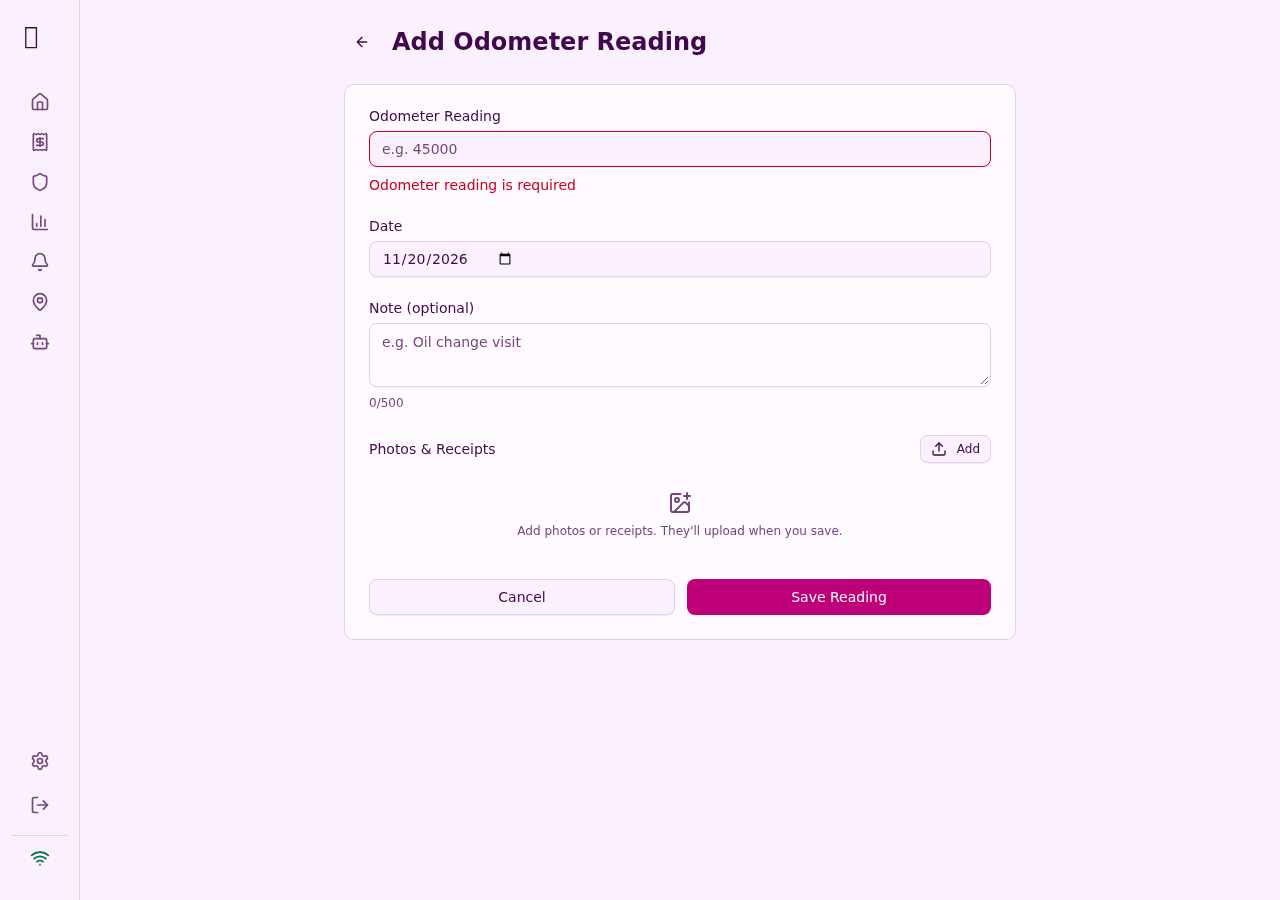 Add Odometer Reading
Odometer Reading
e.g. 45000
Odometer reading is required
Date
11/20/2026
Note (optional)
e.g. Oil change visit
0/500
Photos & Receipts
Add
Add photos or receipts. They'll upload when you save.
Cancel
Save Reading